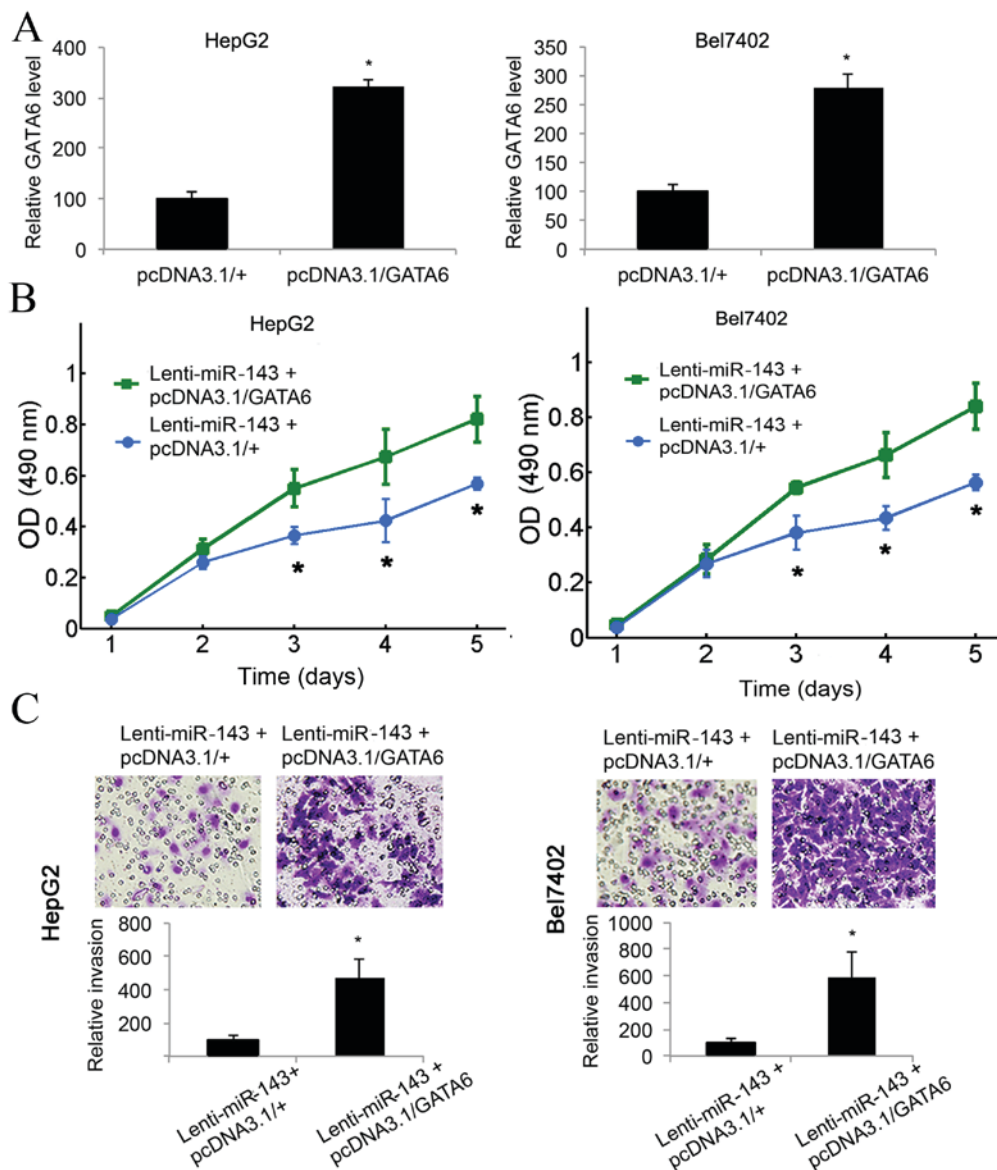 A
HepG2
Relative GATA6 level
400
300
200
100
0
pcDNA3.1/+
pcDNA3.1/GATA6
*
Bel7402
Relative GATA6 level
350
300
250
200
150
100
50
0
pcDNA3.1/+
pcDNA3.1/GATA6
*
B
HepG2
Lenti-miR-143 +
pcDNA3.1/GATA6
Lenti-miR-143 +
pcDNA3.1/+
OD (490 nm)
1
0.8
0.6
0.4
0.2
0
* * *
1 2 3 4 5
Time (days)
Bel7402
Lenti-miR-143 +
pcDNA3.1/GATA6
Lenti-miR-143 +
pcDNA3.1/+
OD (490 nm)
1
0.8
0.6
0.4
0.2
0
* * *
1 2 3 4 5
Time (days)
C
HepG2
Lenti-miR-143 +
pcDNA3.1/+
Lenti-miR-143 +
pcDNA3.1/GATA6
Relative invasion
800
600
400
200
*
Lenti-miR-143+
pcDNA3.1/+
Lenti-miR-143 +
pcDNA3.1/GATA6
Bel7402
Lenti-miR-143 +
pcDNA3.1/+
Lenti-miR-143 +
pcDNA3.1/GATA6
Relative invasion
1000
800
600
400
200
0
*
Lenti-miR-143 +
pcDNA3.1/+
Lenti-miR-143 +
pcDNA3.1/GATA6